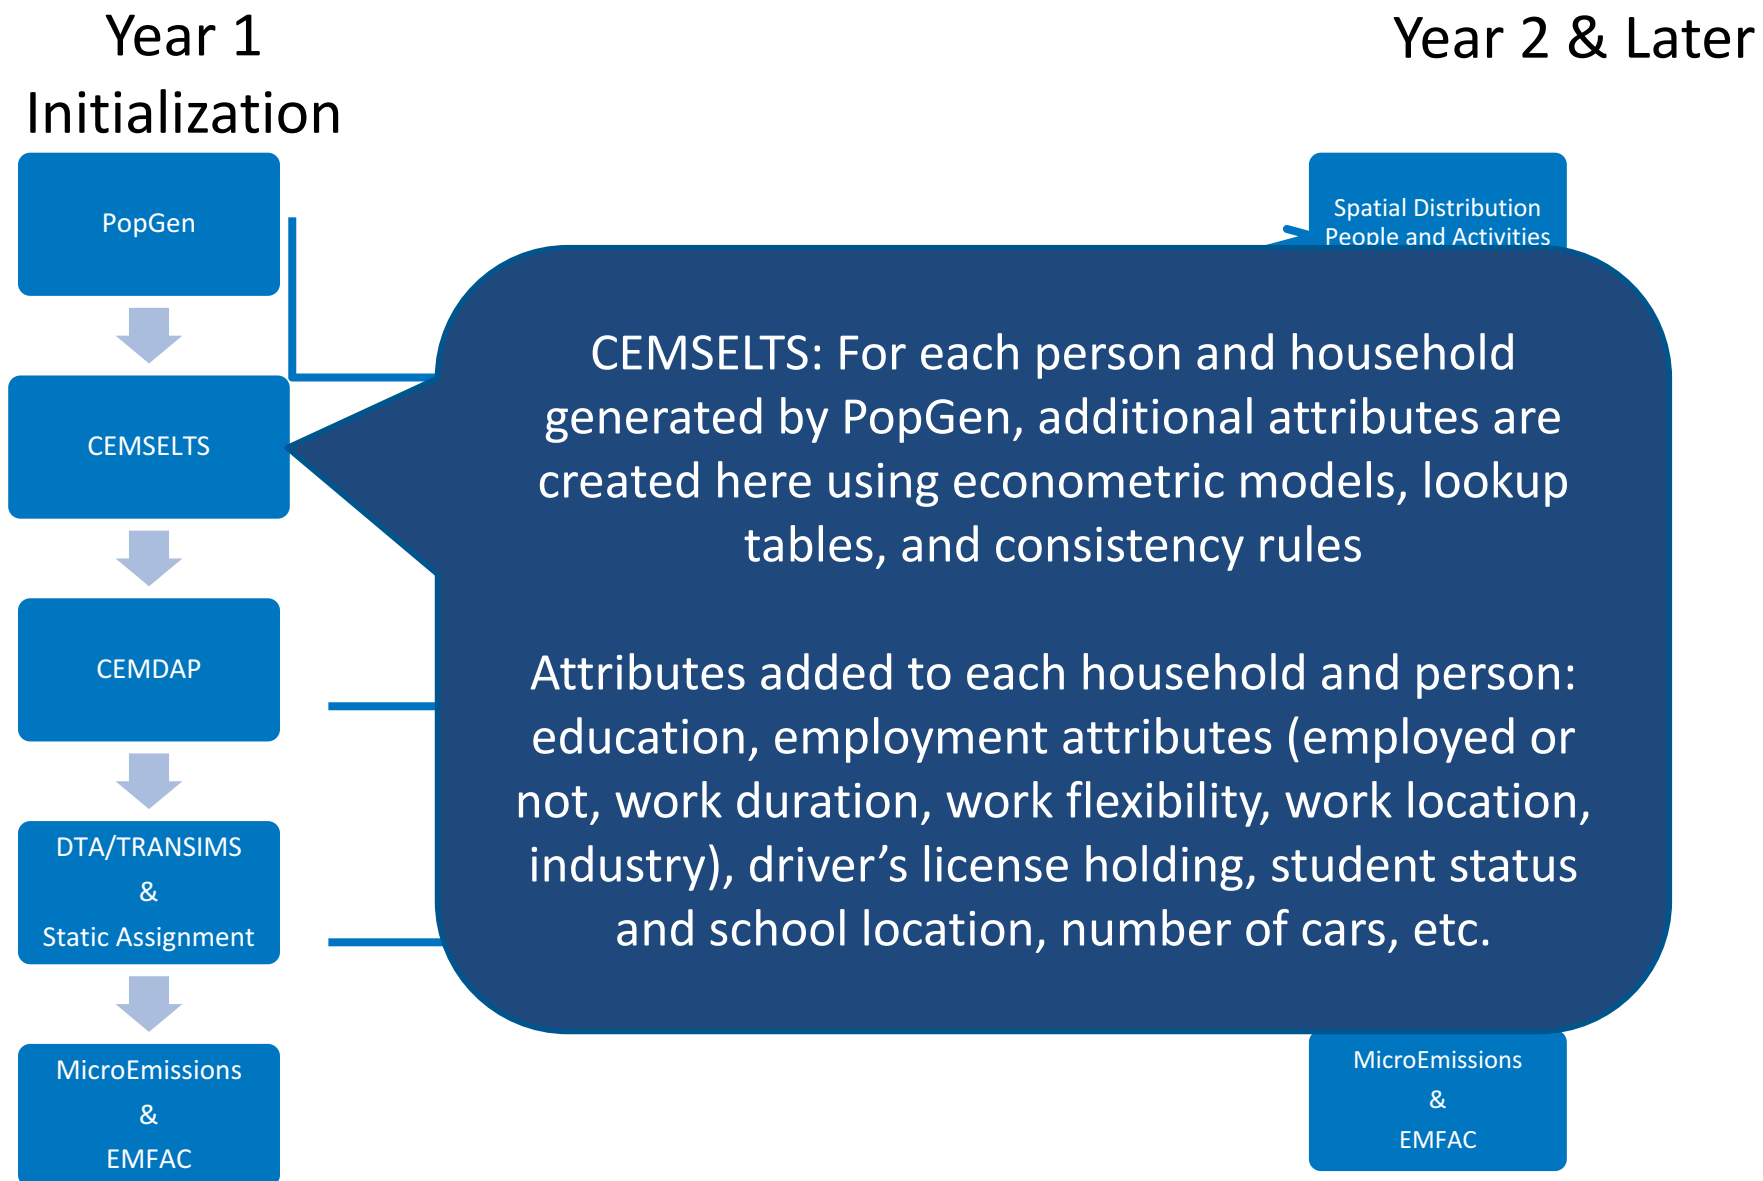 Year 1
Initialization
Year 2 & Later
PopGen
CEMSELTS
CEMDAP
DTA/TRANSIMS
&
Static Assignment
MicroEmissions
&
EMFAC
CEMSELTS: For each person and household
generated by PopGen, additional attributes are
created here using econometric models, lookup
tables, and consistency rules
Attributes added to each household and person:
education, employment attributes (employed or
not, work duration, work flexibility, work location,
industry), driver’s license holding, student status
and school location, number of cars, etc.
Spatial Distribution
People and Activities
MicroEmissions
&
EMFAC